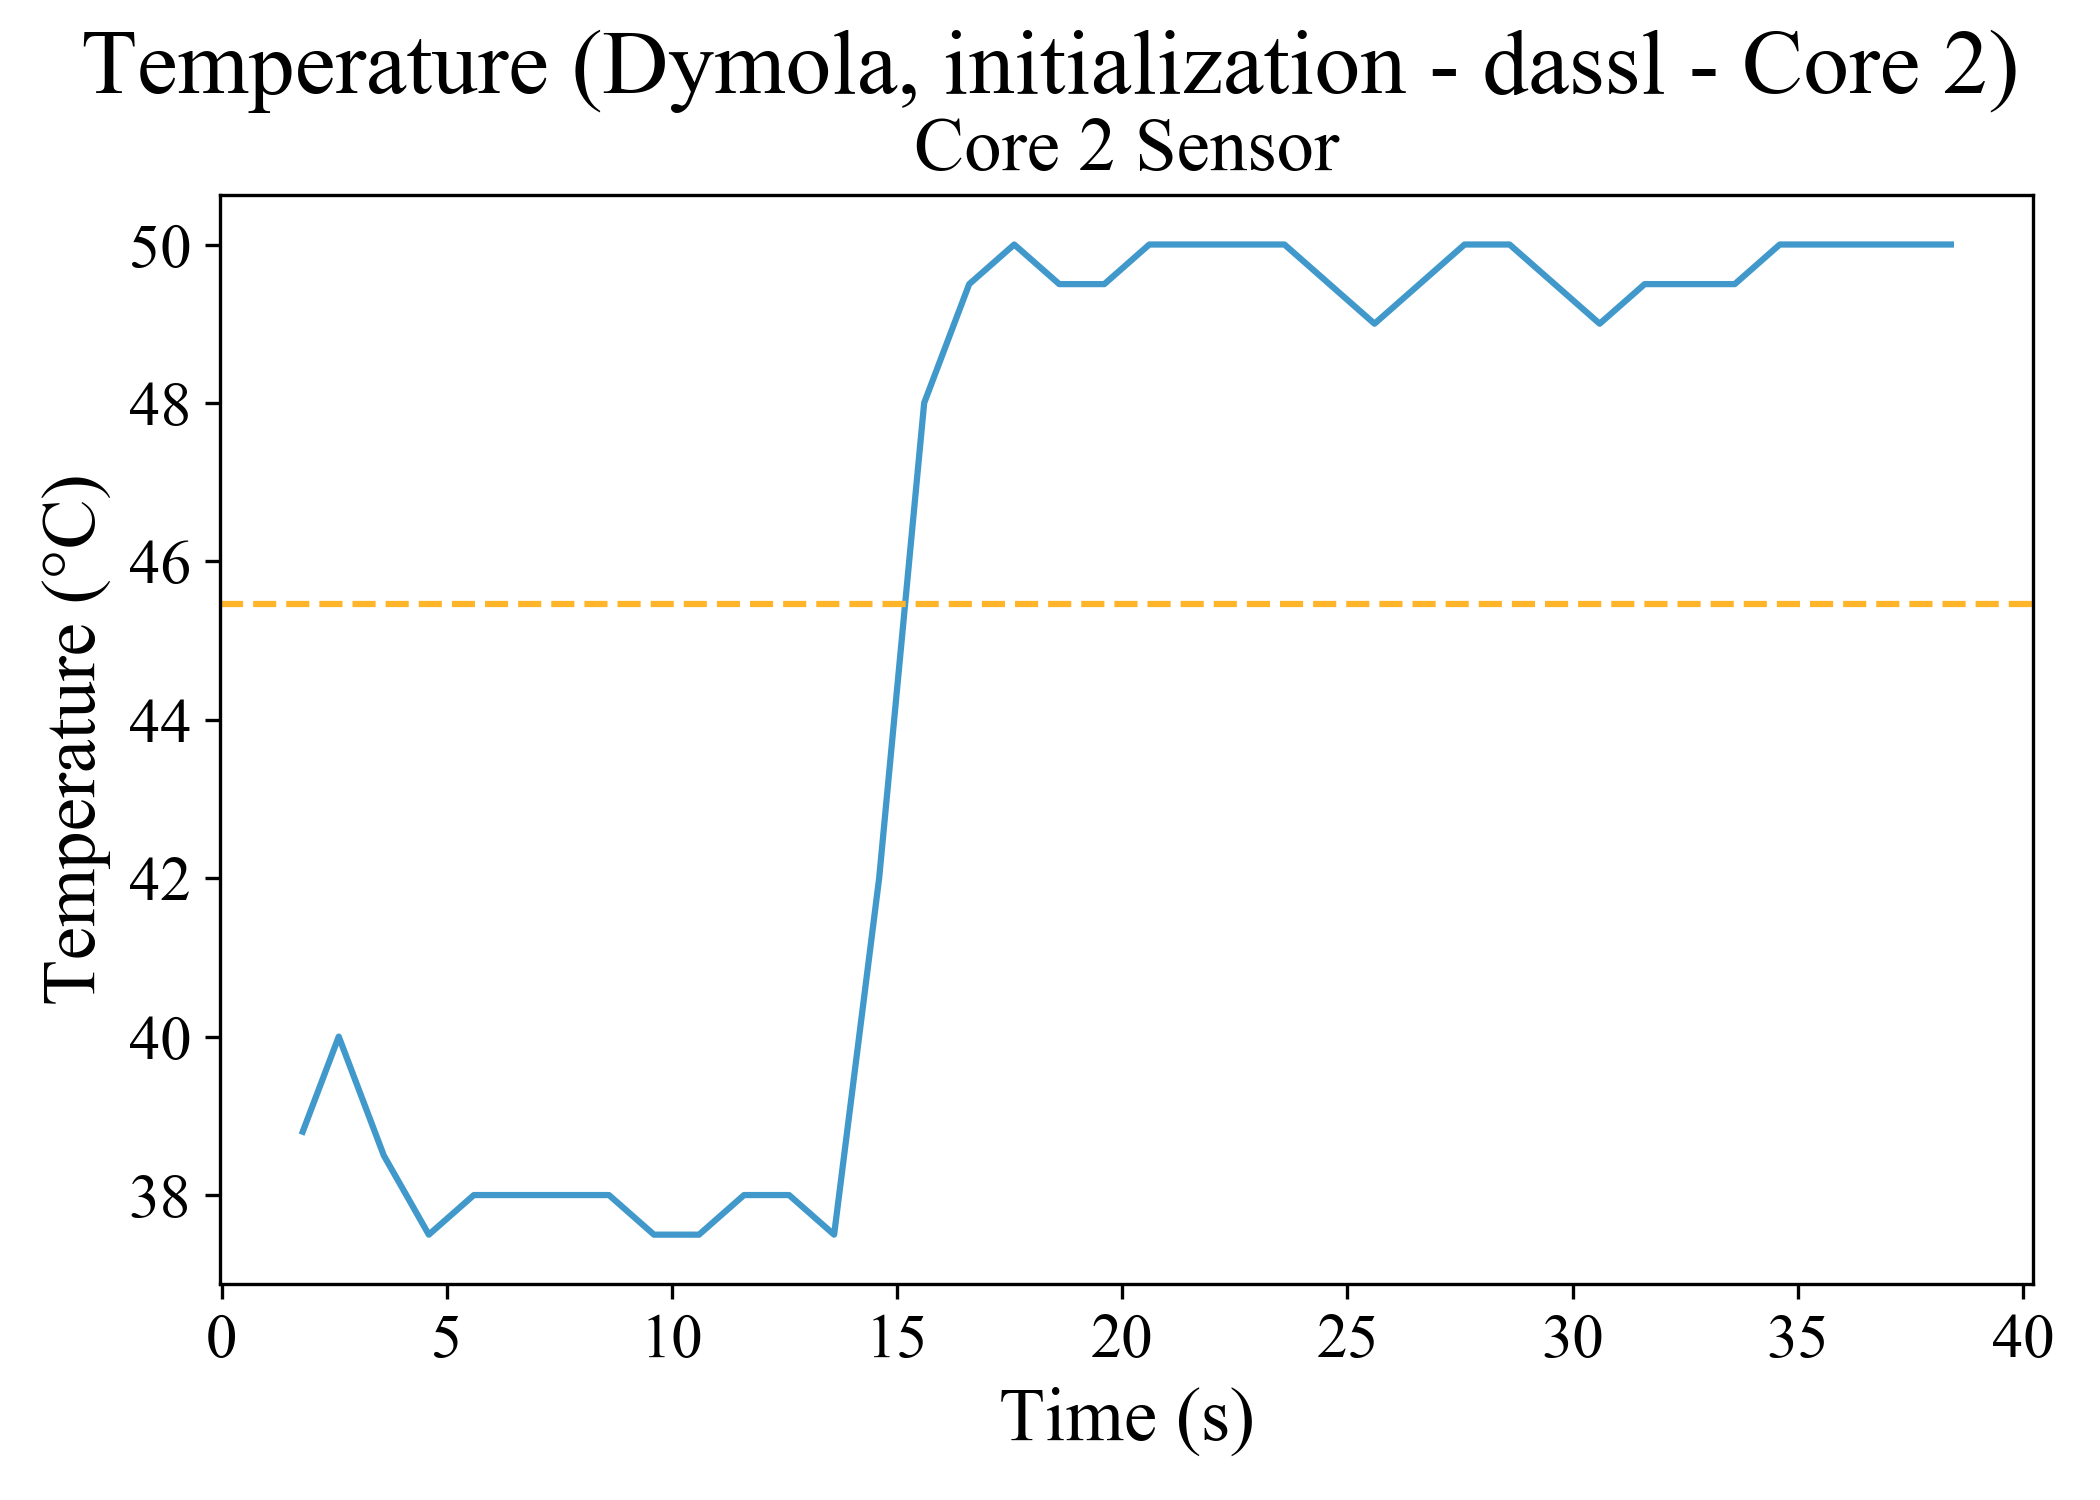 Temperature (Dymola, initialization - dassl - Core 2)
Core 2 Sensor
50
48
46
44
42
40
38
Temperature (°C)
0 5 10 15 20 25 30 35 40
Time (s)